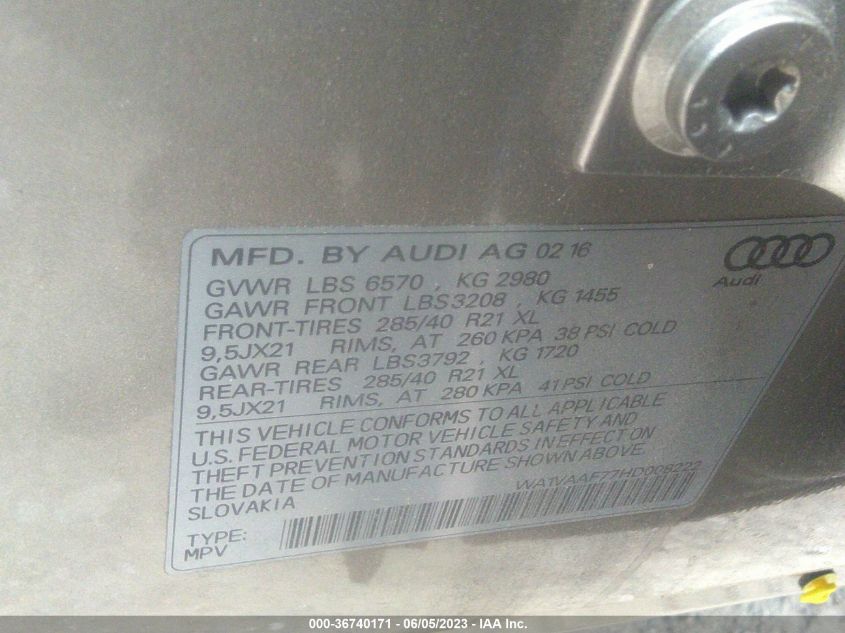 MFD. BY AUDI AG 02 16
Audi
GVWR LBS 6570 , KG 2980
GAWR FRONT LBS3208 , KG 1455
FRONT-TIRES 285/40 R21 XL
9,5JX21 RIMS, AT 260 KPA 38 PSI COLD
GAWR REAR LBS3792 , KG 1720
REAR-TIRES 285/40 R21 XL
9,5JX21 RIMS, AT 280 KPA 41PSI COLD
THIS VEHICLE CONFORMS TO ALL APPLICABLE
U.S. FEDERAL MOTOR VEHICLE SAFETY AND
THEFT PREVENTION STANDARDS IN EFFECT ON
THE DATE OF MANUFACTURE SHOWN ABOVE.
SLOVAKIA WA1VAAF77HD008222
TYPE:
MPV
000-36740171 - 06/05/2023 - IAA Inc.